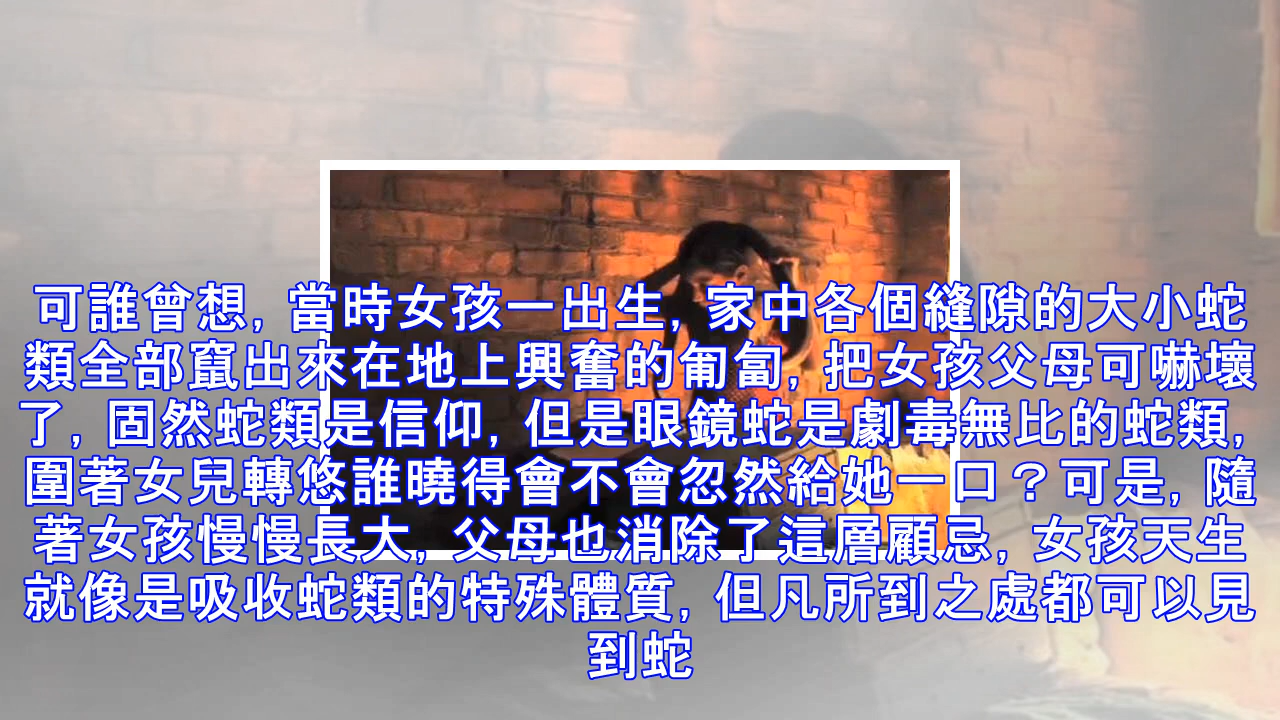 可誰曾想, 當時女孩一出生, 家中各個縫隙的大小蛇
類全部竄出來在地上興奮的匍匐, 把女孩父母可嚇壞
了, 固然蛇類是信仰, 但是眼鏡蛇是劇毒無比的蛇類,
圍著女兒轉悠誰曉得會不會忽然給她一口？可是, 隨
著女孩慢慢長大, 父母也消除了這層顧忌, 女孩天生
就像是吸收蛇類的特殊體質, 但凡所到之處都可以見
到蛇